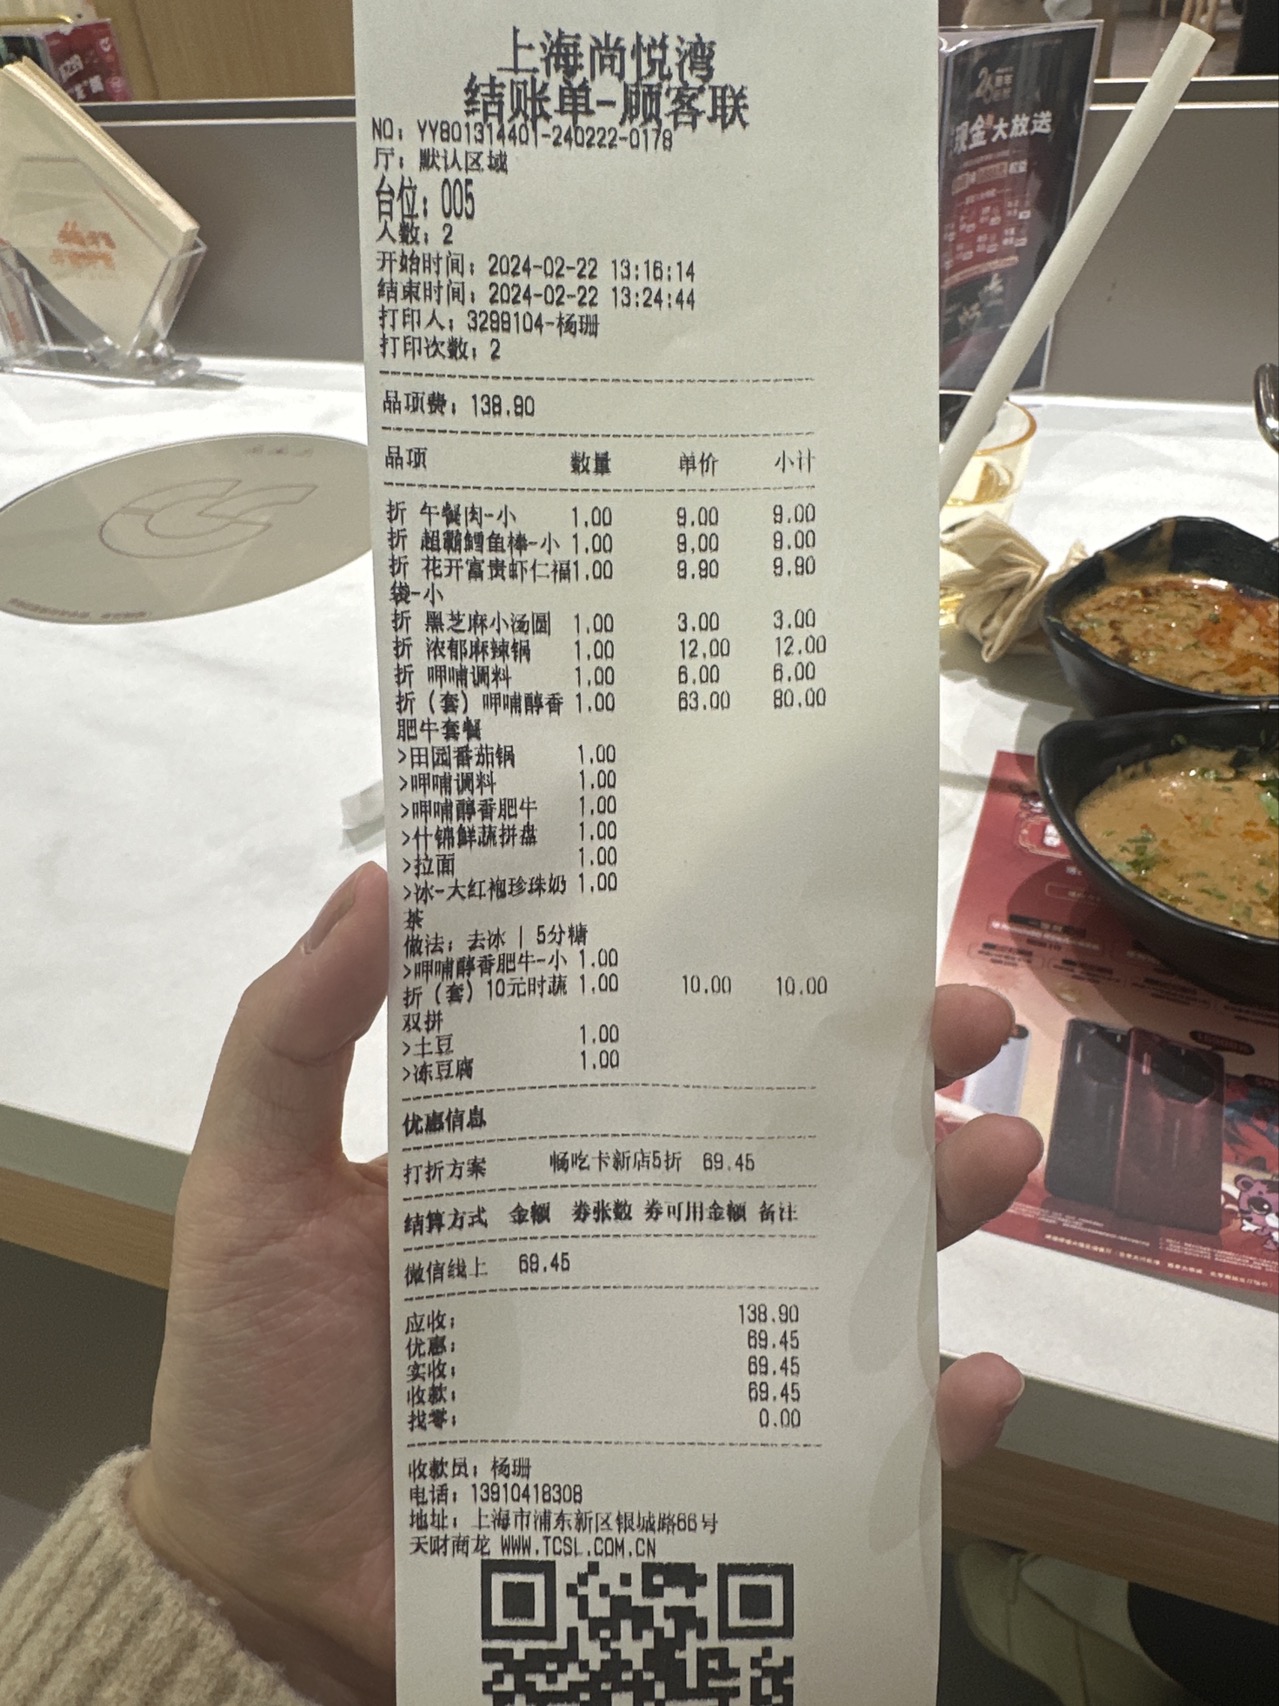 上海尚悦湾
结账单-顾客联
NO: YY801314401-240222-0178
厅: 默认区域
台位: 005
人数: 2
开始时间: 2024-02-22 13:16:14
结束时间: 2024-02-22 13:24:44
打印人: 3299104-杨珊
打印次数: 2
品项费: 138.90
品项 数量 单价 小计
折 午餐肉-小 1.00 9.00 9.00
折 超翻鳕鱼棒-小 1.00 9.00 9.00
折 花开富贵虾仁福 1.00 9.90 9.90
袋-小
折 黑芝麻小汤圆 1.00 3.00 3.00
折 浓郁麻辣锅 1.00 12.00 12.00
折 呷哺调料 1.00 6.00 6.00
折 (套) 呷哺醇香 1.00 63.00 80.00
肥牛套餐
>田园番茄锅 1.00
>呷哺调料 1.00
>呷哺醇香肥牛 1.00
>什锦鲜蔬拼盘 1.00
>拉面 1.00
>冰-大红袍珍珠奶 1.00
茶
做法: 去冰 | 5分糖
>呷哺醇香肥牛-小 1.00
折 (套) 10元时蔬 1.00 10.00 10.00
双拼
>土豆 1.00
>冻豆腐 1.00
优惠信息
打折方案 畅吃卡新店5折 69.45
结算方式 金额 券张数 券可用金额 备注
微信线上 69.45
应收: 138.90
优惠: 69.45
实收: 69.45
收款: 69.45
找零: 0.00
收款员: 杨珊
电话: 13910418308
地址: 上海市浦东新区银城路66号
天财商龙 WWW.TCSL.COM.CN
现金大放送